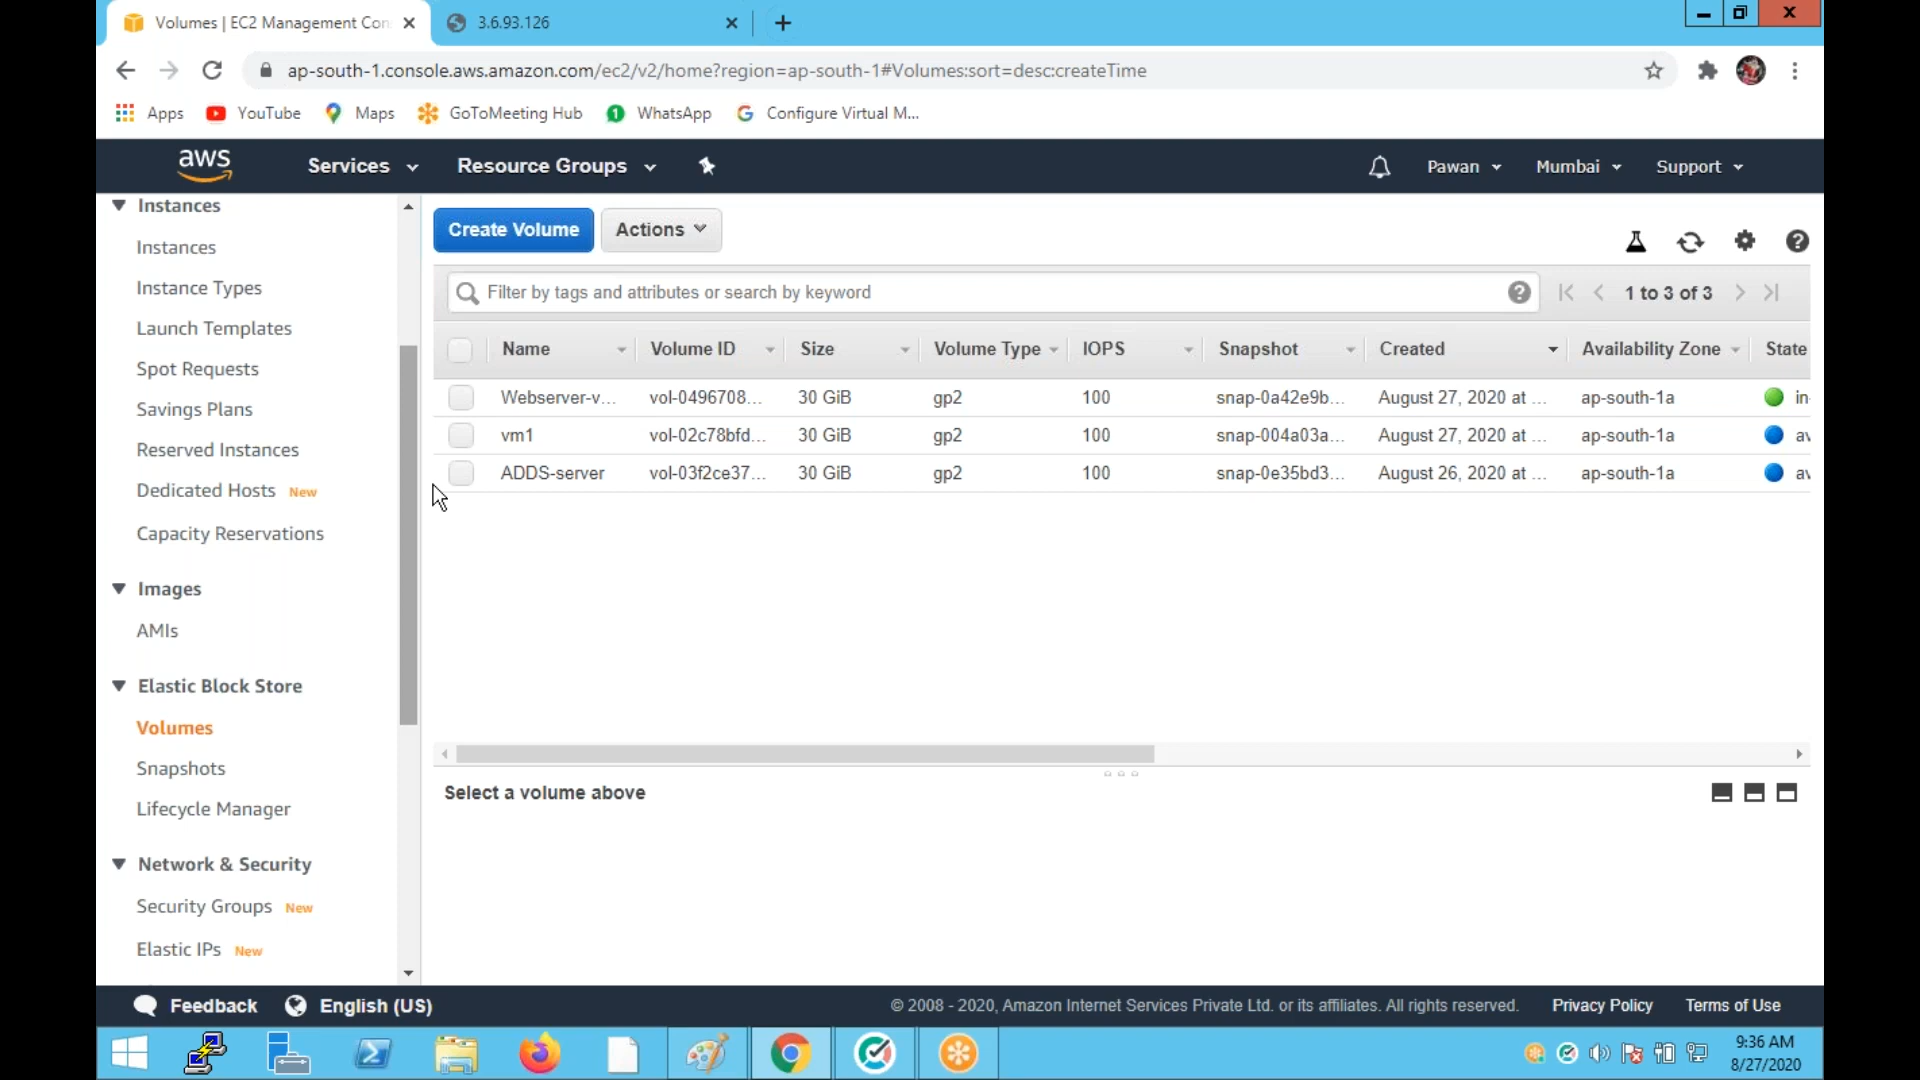 Volumes | EC2 Management Con
3.6.93.126
ap-south-1.console.aws.amazon.com/ec2/v2/home?region=ap-south-1#Volumes:sort=desc:createTime
Apps YouTube Maps GoToMeeting Hub 1 WhatsApp G Configure Virtual M...
aws Services Resource Groups Pawan Mumbai Support
Instances
Instances
Instance Types
Launch Templates
Spot Requests
Savings Plans
Reserved Instances
Dedicated Hosts New
Capacity Reservations
Images
AMIs
Elastic Block Store
Volumes
Snapshots
Lifecycle Manager
Network & Security
Security Groups New
Elastic IPs New
Create Volume Actions
Filter by tags and attributes or search by keyword 1 to 3 of 3
Name Volume ID Size Volume Type IOPS Snapshot Created Availability Zone State
Webserver-v... vol-0496708... 30 GiB gp2 100 snap-0a42e9b... August 27, 2020 at ... ap-south-1a in-
vm1 vol-02c78bfd... 30 GiB gp2 100 snap-004a03a... August 27, 2020 at ... ap-south-1a av
ADDS-server vol-03f2ce37... 30 GiB gp2 100 snap-0e35bd3... August 26, 2020 at ... ap-south-1a av
Select a volume above
Feedback English (US) © 2008 - 2020, Amazon Internet Services Private Ltd. or its affiliates. All rights reserved. Privacy Policy Terms of Use
9:36 AM
8/27/2020